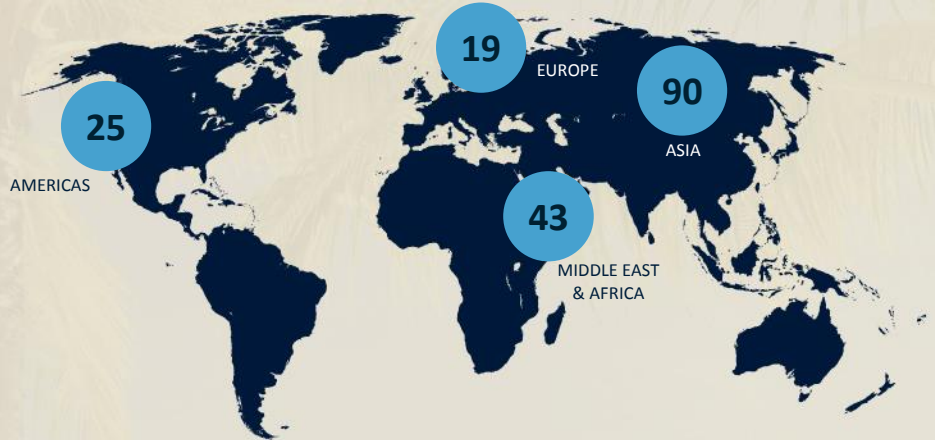 19
EUROPE
90
ASIA
25
AMERICAS
43
MIDDLE EAST
& AFRICA